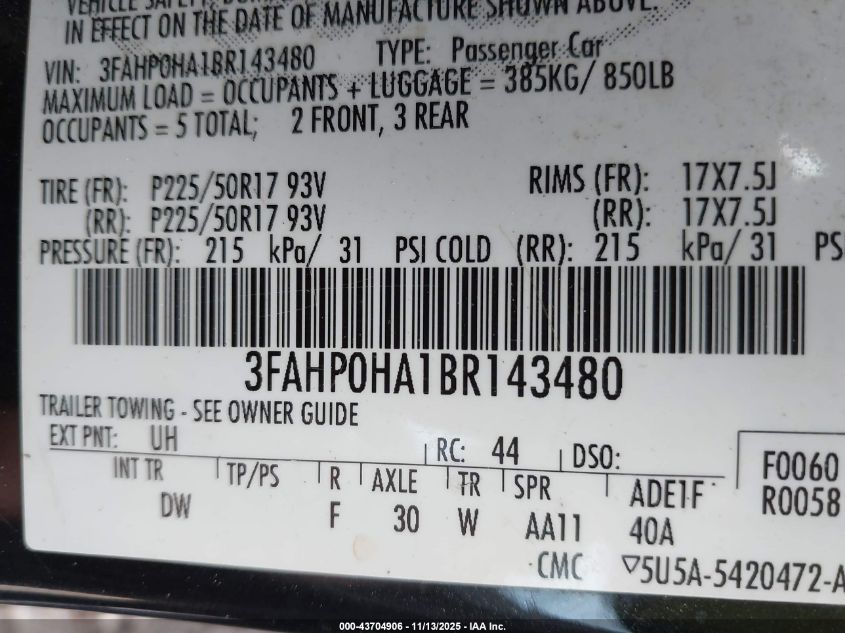 VEHICLE SAFETY,
IN EFFECT ON THE DATE OF MANUFACTURE SHOWN ABOVE.
VIN: 3FAHP0HA1BR143480 TYPE: Passenger Car
MAXIMUM LOAD = OCCUPANTS + LUGGAGE = 385KG/ 850LB
OCCUPANTS = 5 TOTAL; 2 FRONT, 3 REAR
TIRE (FR): P225/50R17 93V RIMS (FR): 17X7.5J
(RR): P225/50R17 93V (RR): 17X7.5J
PRESSURE (FR): 215 kPa/ 31 PSI COLD (RR): 215 kPa/ 31 PS
3FAHP0HA1BR143480
TRAILER TOWING - SEE OWNER GUIDE
EXT PNT: UH RC: 44 DSO: F0060
INT TR TP/PS R AXLE TR SPR ADE1F R0058
DW F 30 W AA11 40A
CMC ▽5U5A-5420472-A
000-43704906 - 11/13/2025 - IAA Inc.